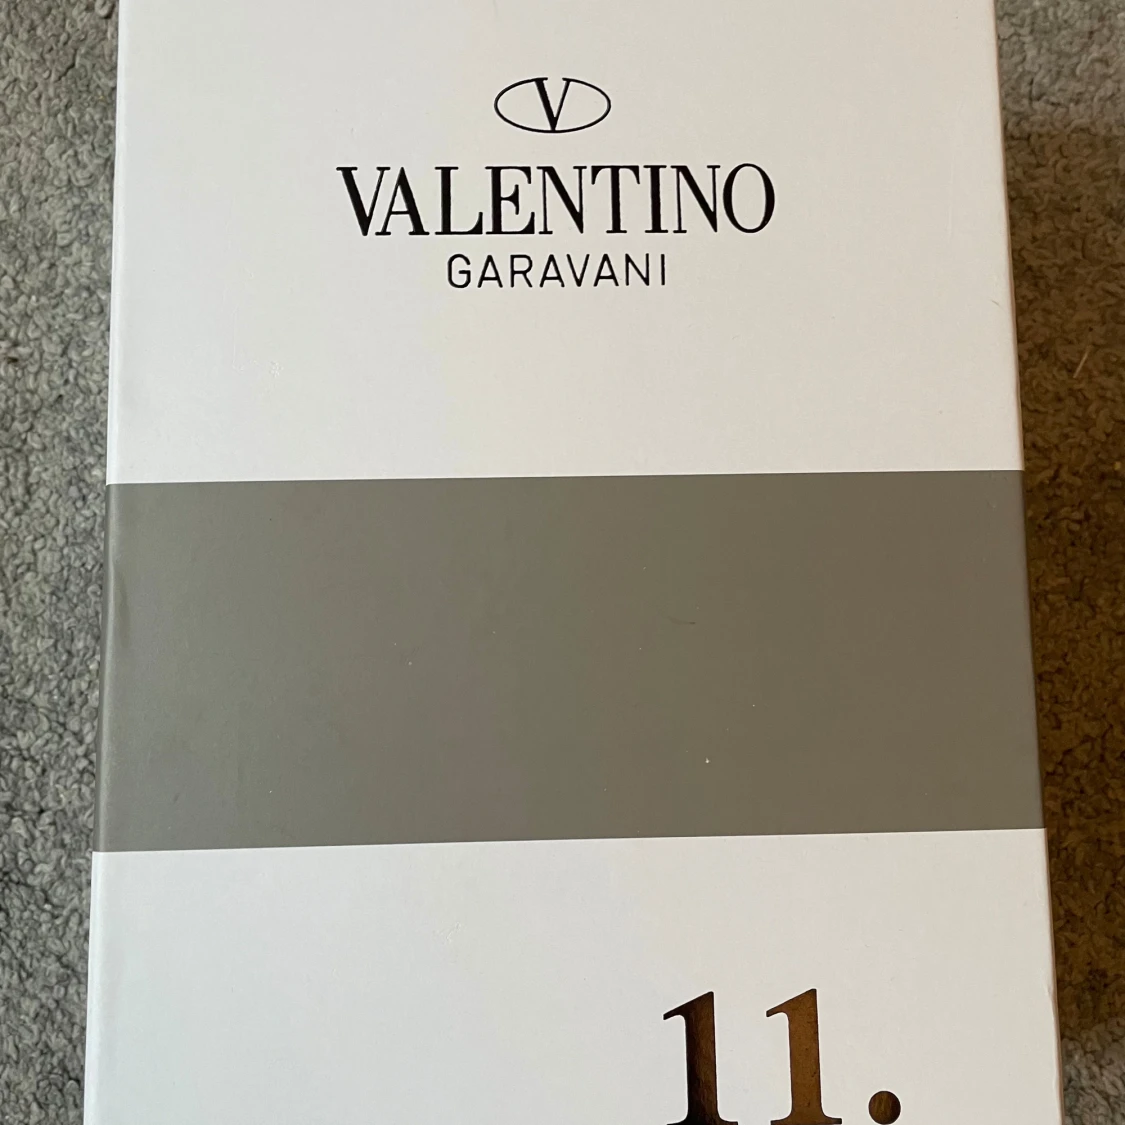 V
VALENTINO
GARAVANI
11.